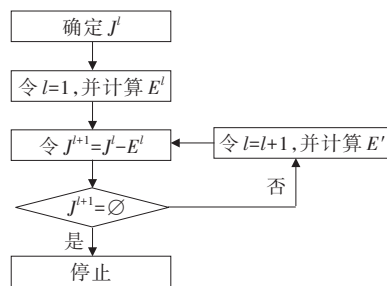 确定 J^l
令 l=1,并计算 E^l
令 J^{l+1}=J^l-E^l
令 l=l+1,并计算 E′
否
J^{l+1}=∅
是
停止